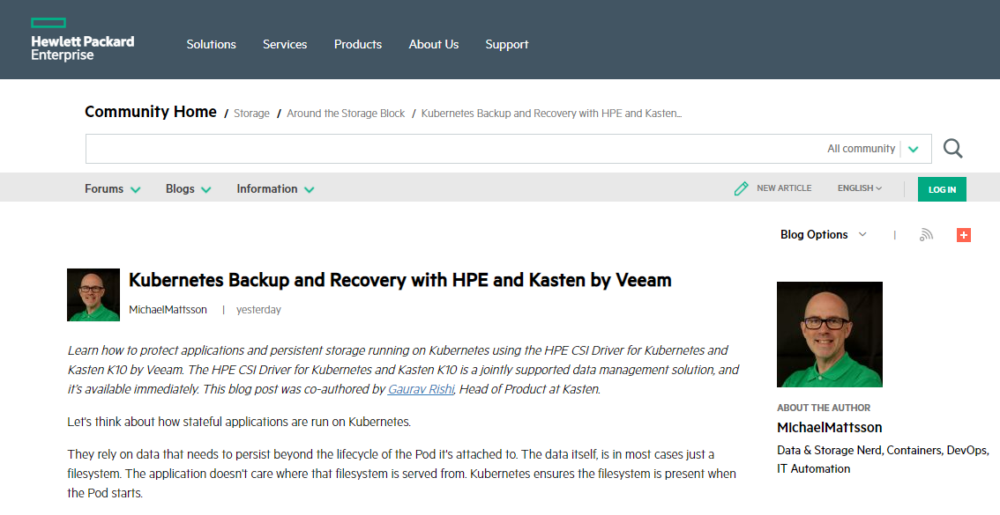 Hewlett Packard
Enterprise
Solutions
Services
Products
About Us
Support
Community Home / Storage / Around the Storage Block / Kubernetes Backup and Recovery with HPE and Kasten...
All community
Forums
Blogs
Information
NEW ARTICLE
ENGLISH
LOG IN
Blog Options
Kubernetes Backup and Recovery with HPE and Kasten by Veeam
MichaelMattsson | yesterday
Learn how to protect applications and persistent storage running on Kubernetes using the HPE CSI Driver for Kubernetes and
Kasten K10 by Veeam. The HPE CSI Driver for Kubernetes and Kasten K10 is a jointly supported data management solution, and
it's available immediately. This blog post was co-authored by Gaurav Rishi, Head of Product at Kasten.
Let's think about how stateful applications are run on Kubernetes.
They rely on data that needs to persist beyond the lifecycle of the Pod it's attached to. The data itself, is in most cases just a
filesystem. The application doesn't care where that filesystem is served from. Kubernetes ensures the filesystem is present when
the Pod starts.
ABOUT THE AUTHOR
MichaelMattsson
Data & Storage Nerd, Containers, DevOps,
IT Automation